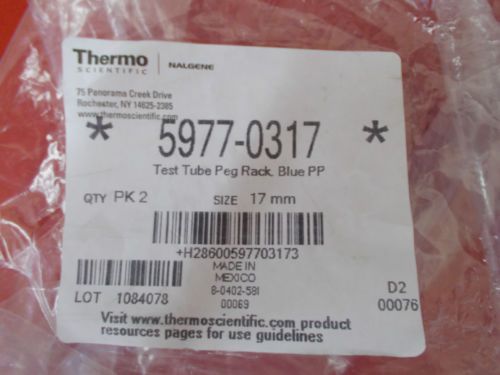 Thermo
SCIENTIFIC
NALGENE
75 Panorama Creek Drive
Rochester, NY 14625-2385
www.thermoscientific.com
* 5977-0317 *
Test Tube Peg Rack, Blue PP
QTY PK 2 SIZE 17 mm
+H28600597703173
MADE IN
MEXICO
8-0402-581
00069
LOT 1084078
D2
00076
Visit www.thermoscientific.com product
resources pages for use guidelines